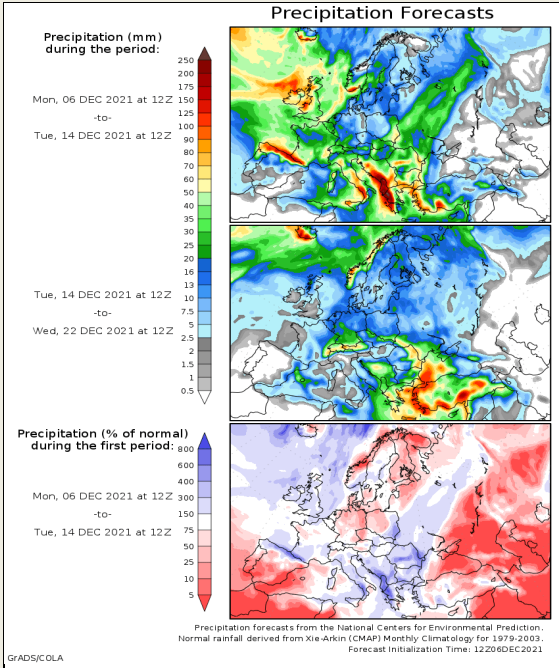 Precipitation Forecasts
Precipitation (mm)
during the period:
Mon, 06 DEC 2021 at 12Z
-to-
Tue, 14 DEC 2021 at 12Z
250
200
175
150
125
100
90
80
70
60
50
40
35
30
25
20
16
13
10
7.5
5
2.5
2
1.5
1
0.5
Tue, 14 DEC 2021 at 12Z
-to-
Wed, 22 DEC 2021 at 12Z
Precipitation (% of normal)
during the first period:
Mon, 06 DEC 2021 at 12Z
-to-
Tue, 14 DEC 2021 at 12Z
800
600
400
300
150
75
50
25
10
5
Precipitation forecasts from the National Centers for Environmental Prediction.
Normal rainfall derived from Xie-Arkin (CMAP) Monthly Climatology for 1979-2003.
Forecast Initialization Time: 12Z06DEC2021
GrADS/COLA